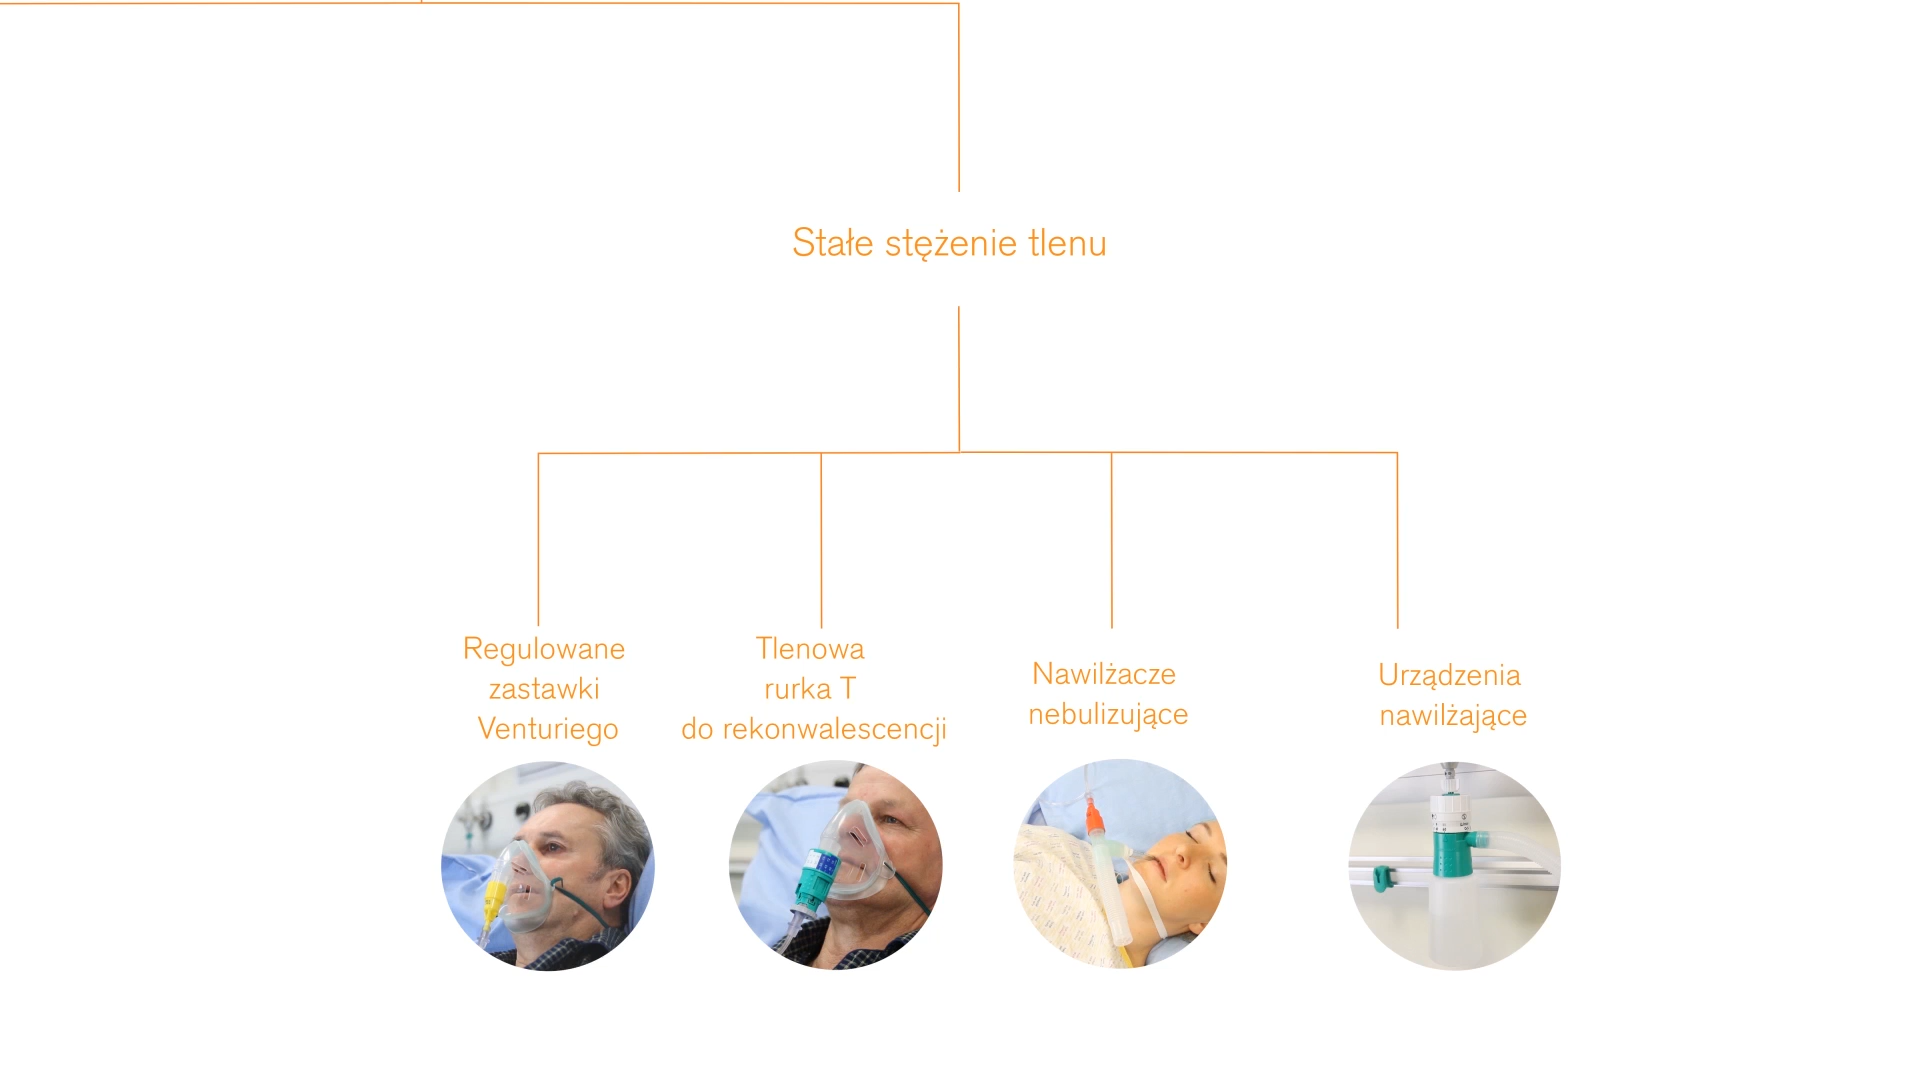 Stałe stężenie tlenu
Regulowane
zastawki
Venturiego
Tlenowa
rurka T
do rekonwalescencji
Nawilżacze
nebulizujące
Urządzenia
nawilżające